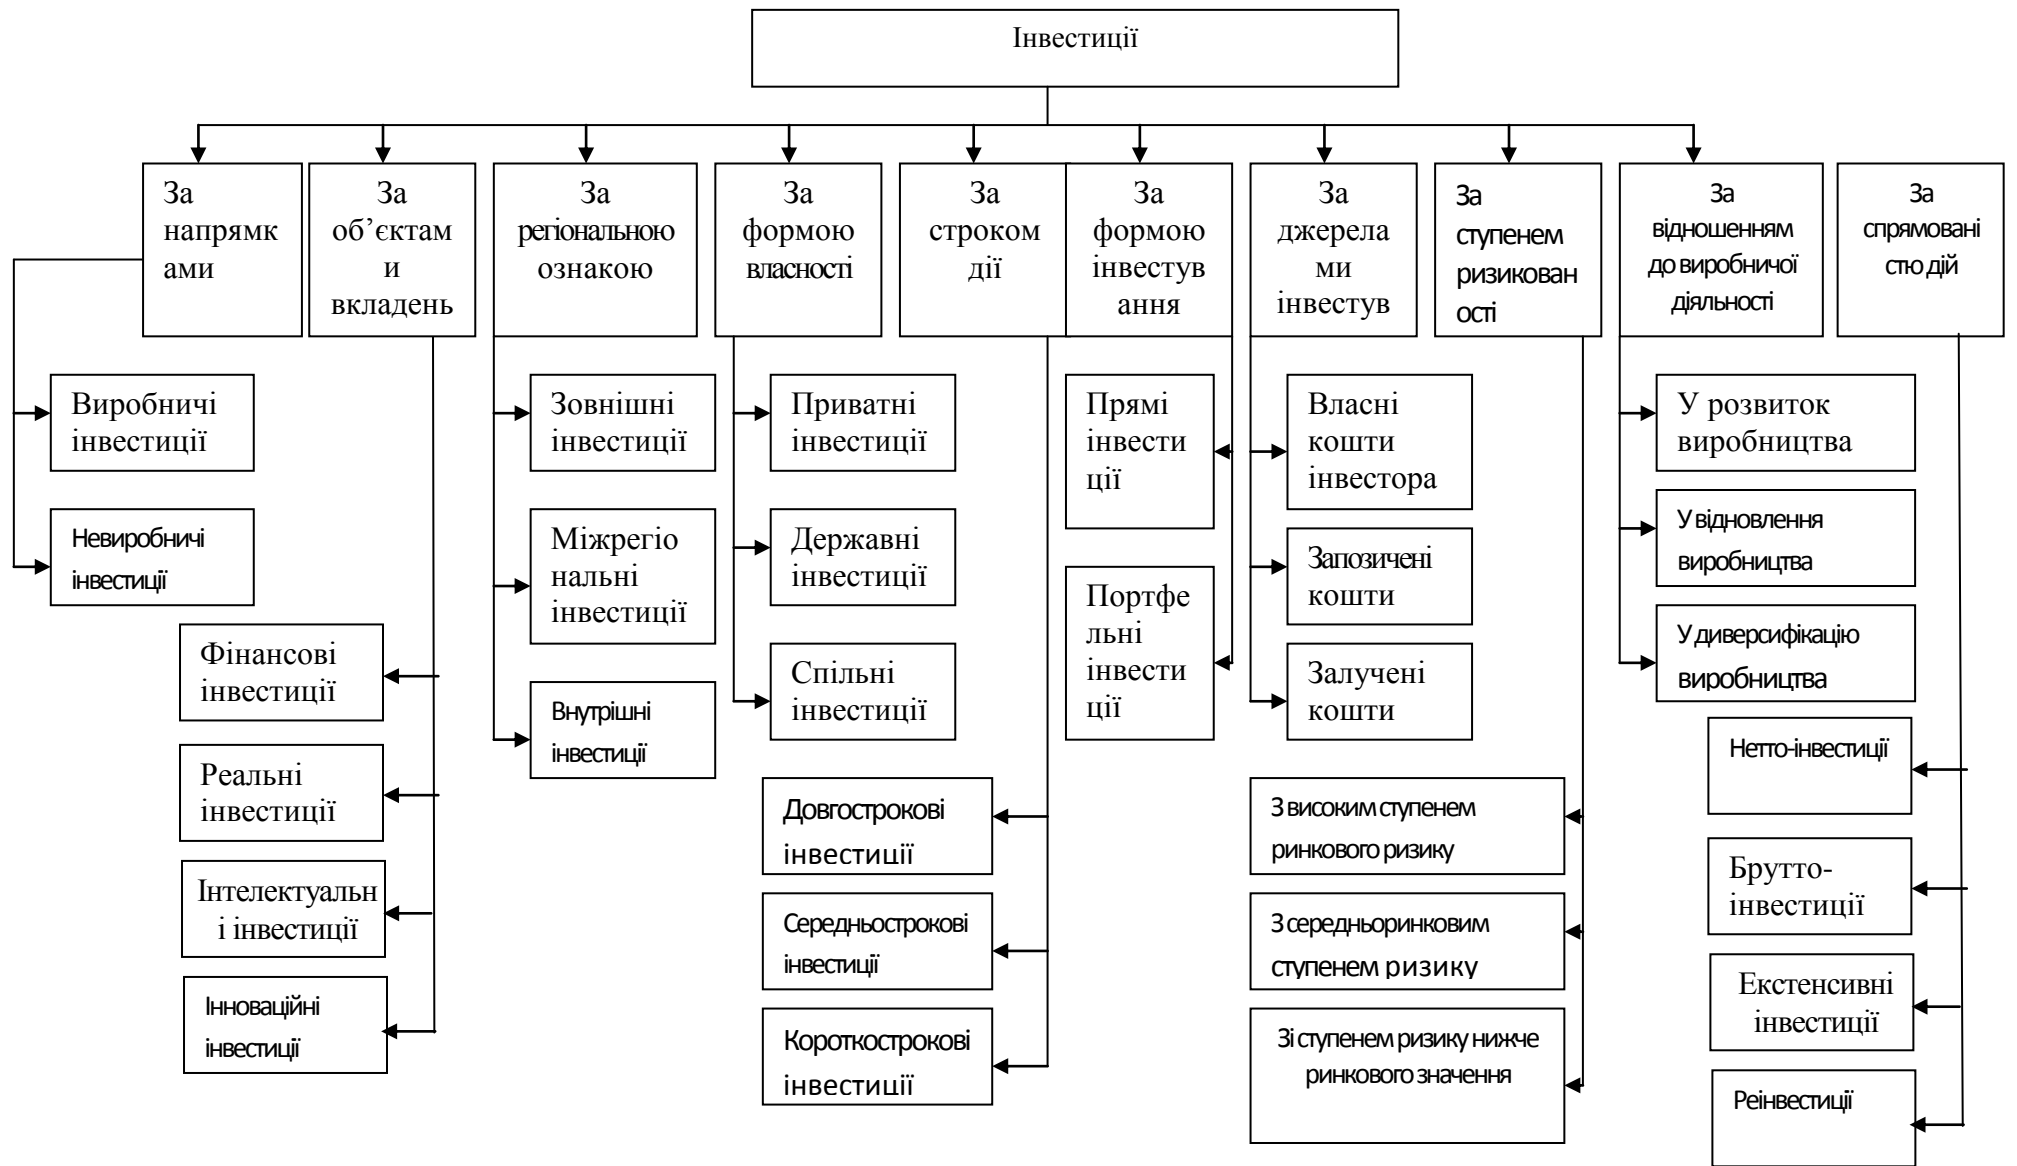 Інвестиції
За
напрямк
ами
За
об’єктам
и
вкладень
За
регіональною
ознакою
За
формою
власності
За
строком
дії
За
формою
інвестув
ання
За
джерела
ми
інвестув
За
ступенем
ризикован
ості
За
відношенням
до виробничої
діяльності
За
спрямовані
стю дій
Виробничі
інвестиції
Невиробничі
інвестиції
Фінансові
інвестиції
Реальні
інвестиції
Інтелектуальн
і інвестиції
Інноваційні
інвестиції
Зовнішні
інвестиції
Міжрегіо
нальні
інвестиції
Внутрішні
інвестиції
Приватні
інвестиції
Державні
інвестиції
Спільні
інвестиції
Довгострокові
інвестиції
Середньострокові
інвестиції
Короткострокові
інвестиції
Прямі
інвести
ції
Портфе
льні
інвести
ції
Власні
кошти
інвестора
Запозичені
кошти
Залучені
кошти
З високим ступенем
ринкового ризику
З середньоринковим
ступенем ризику
Зі ступенем ризику нижче
ринкового значення
У розвиток
виробництва
У відновлення
виробництва
У диверсифікацію
виробництва
Нетто-інвестиції
Брутто-
інвестиції
Екстенсивні
інвестиції
Реінвестиції